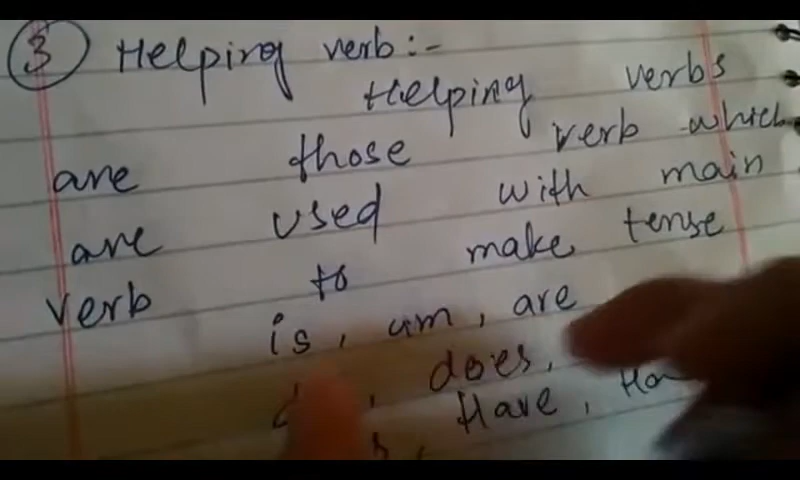 3 Helping verb:-
Helping verbs
are those verb which
are used with main
verb to make tense
is, am, are
, does,
, Have,